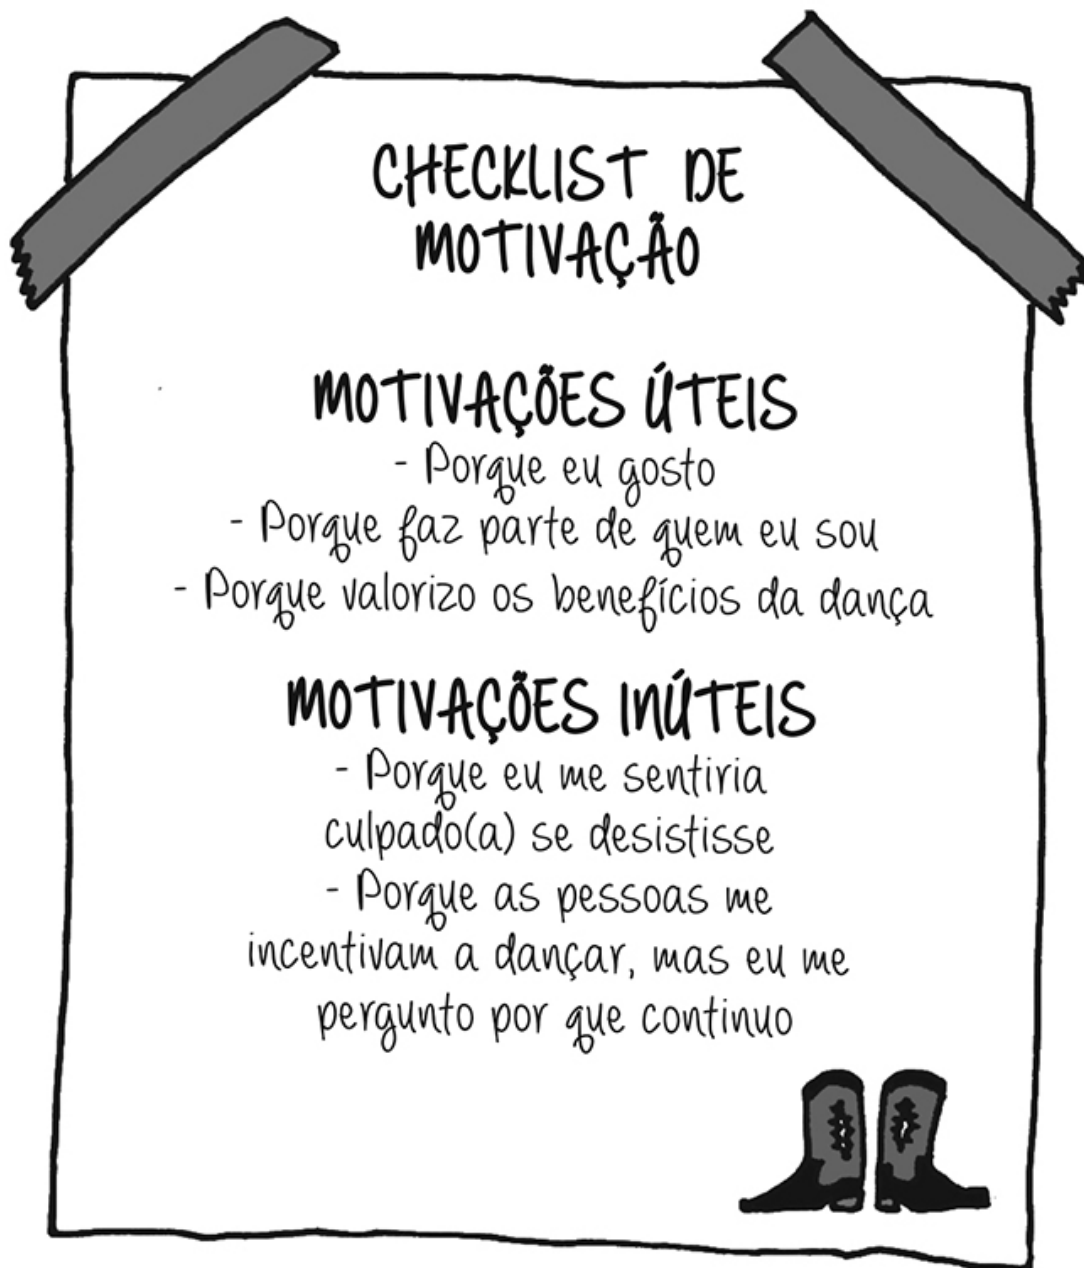 CHECKLIST DE
MOTIVAÇÃO
MOTIVAÇÕES ÚTEIS
- Porque eu gosto
- Porque faz parte de quem eu sou
- Porque valorizo os benefícios da dança
MOTIVAÇÕES INÚTEIS
- Porque eu me sentiria
culpado(a) se desistisse
- Porque as pessoas me
incentivam a dançar, mas eu me
pergunto por que continuo